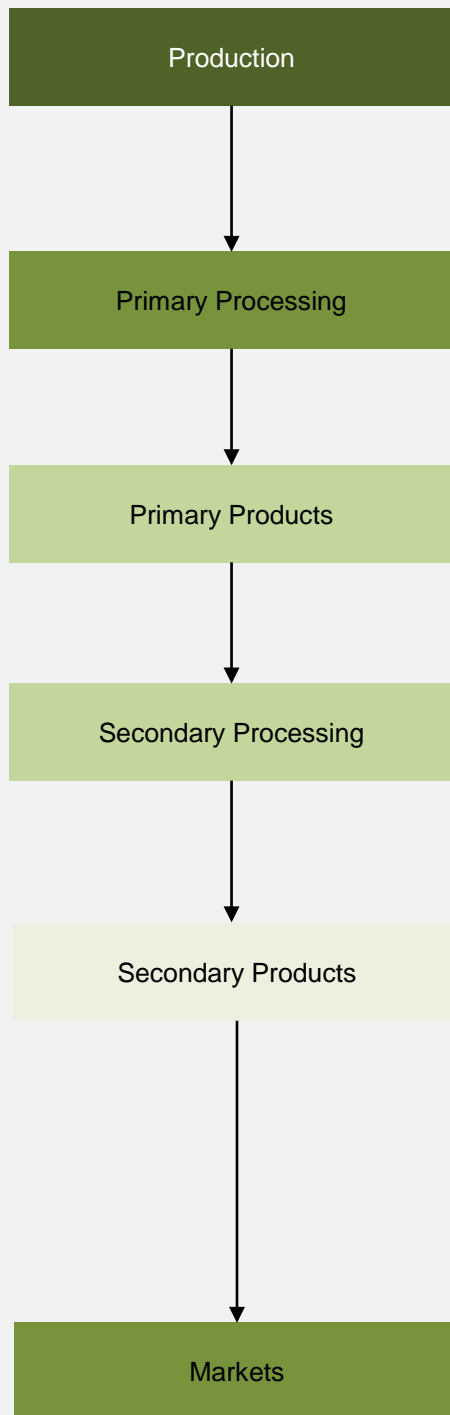 Production
Primary Processing
Primary Products
Secondary Processing
Secondary Products
Markets